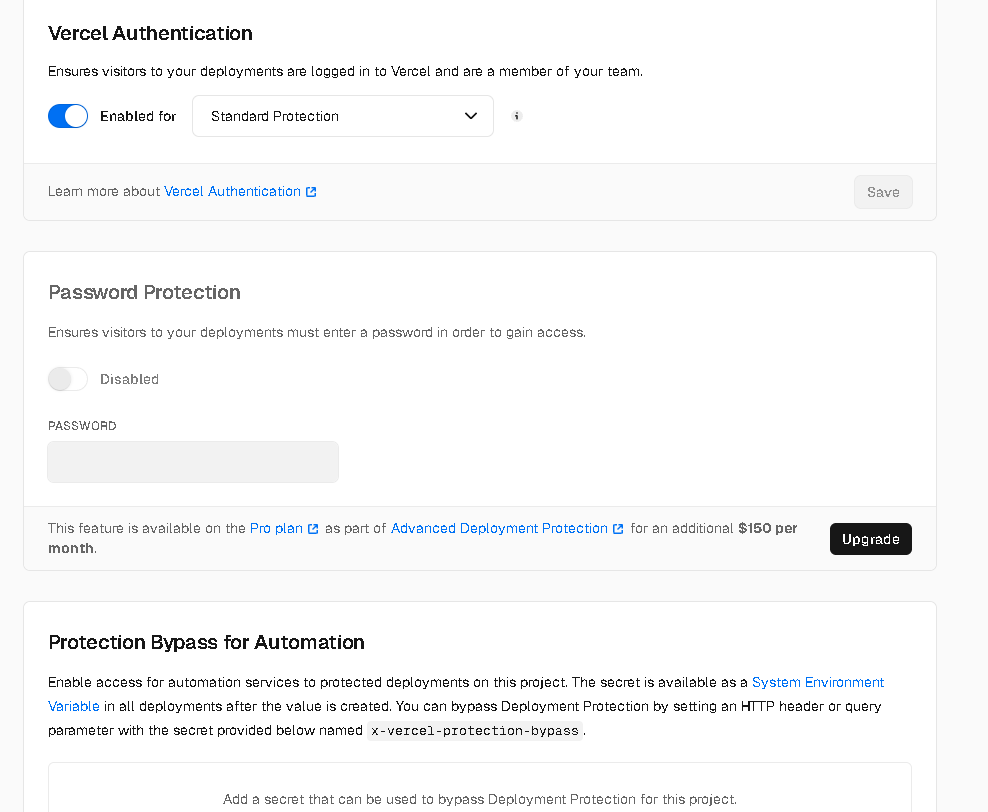 Vercel Authentication
Ensures visitors to your deployments are logged in to Vercel and are a member of your team.
Enabled for
Standard Protection
Learn more about Vercel Authentication
Save
Password Protection
Ensures visitors to your deployments must enter a password in order to gain access.
Disabled
PASSWORD
This feature is available on the Pro plan as part of Advanced Deployment Protection for an additional $150 per
month.
Upgrade
Protection Bypass for Automation
Enable access for automation services to protected deployments on this project. The secret is available as a System Environment
Variable in all deployments after the value is created. You can bypass Deployment Protection by setting an HTTP header or query
parameter with the secret provided below named x-vercel-protection-bypass.
Add a secret that can be used to bypass Deployment Protection for this project.